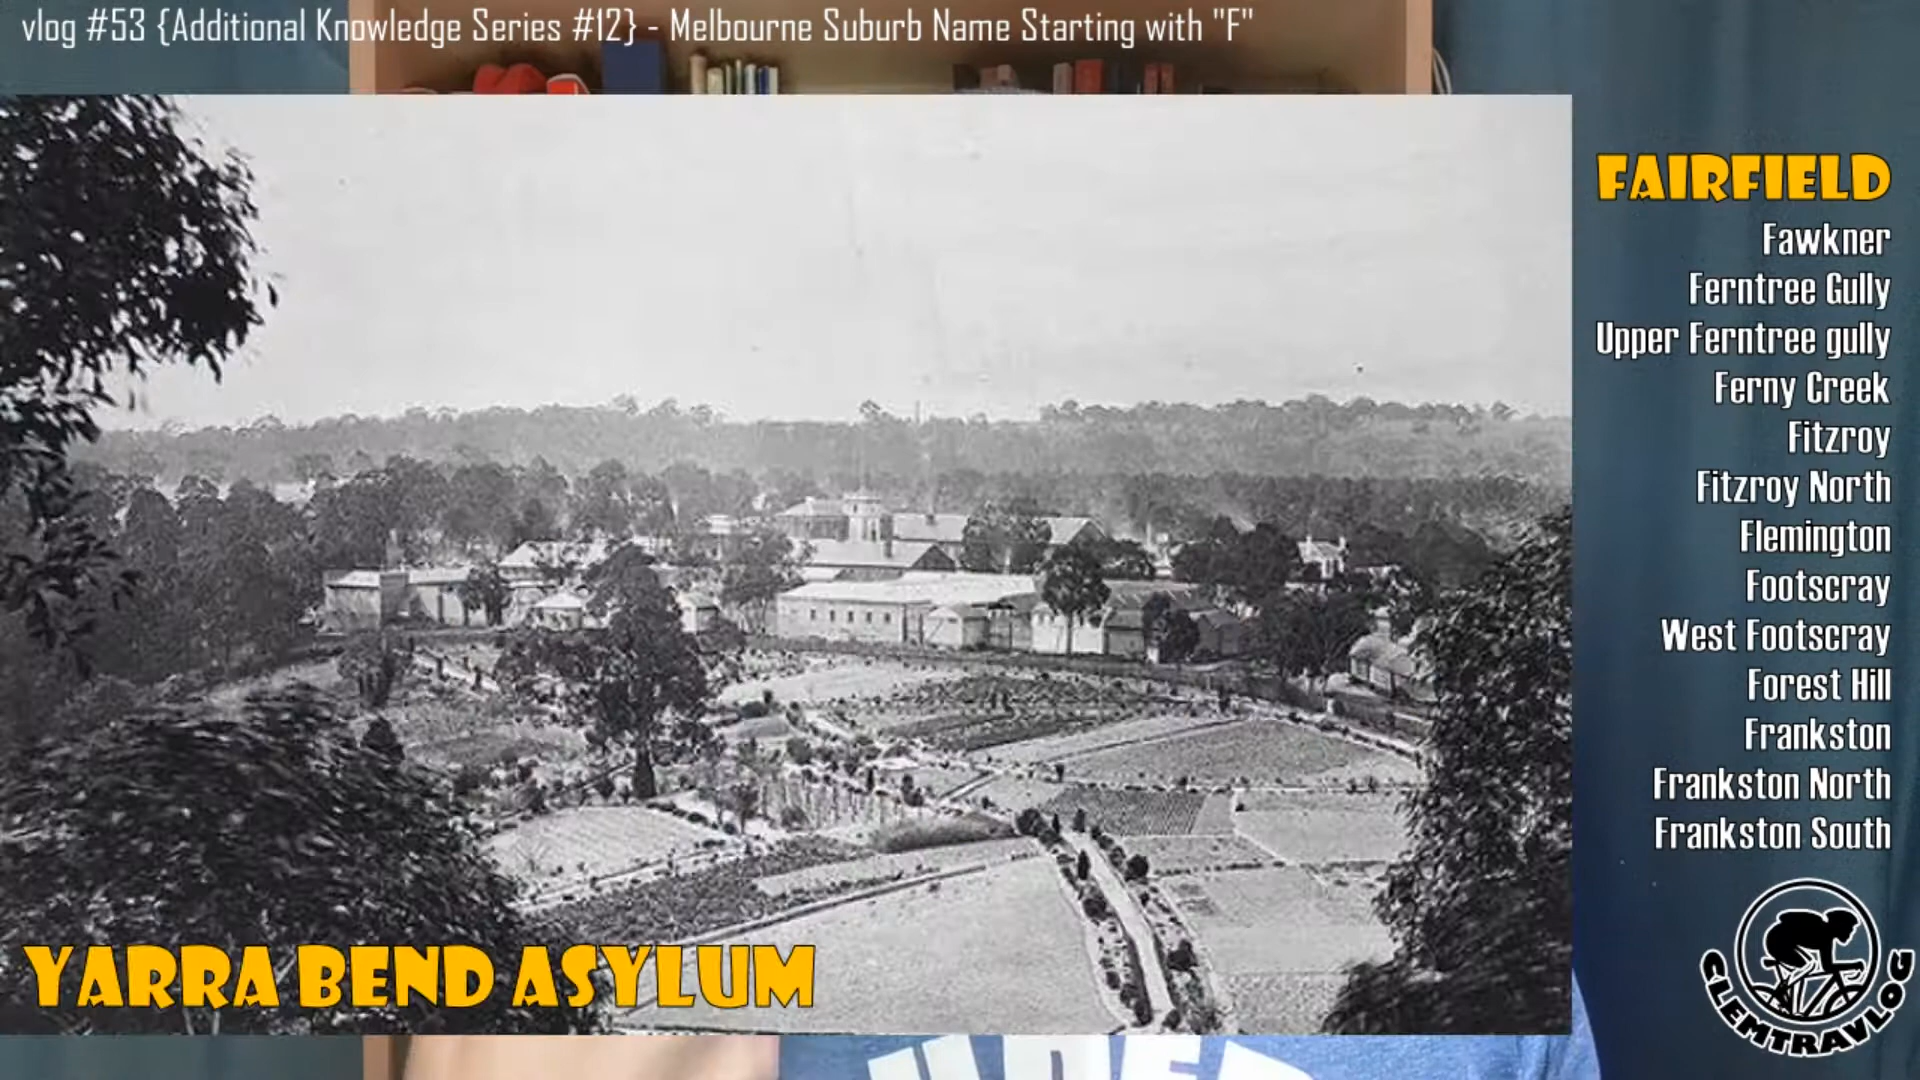 vlog #53 {Additional Knowledge Series #12} - Melbourne Suburb Name Starting with "F"
FAIRFIELD
Fawkner
Ferntree Gully
Upper Ferntree gully
Ferny Creek
Fitzroy
Fitzroy North
Flemington
Footscray
West Footscray
Forest Hill
Frankston
Frankston North
Frankston South
YARRA BEND ASYLUM
CLEMTRAVLOG